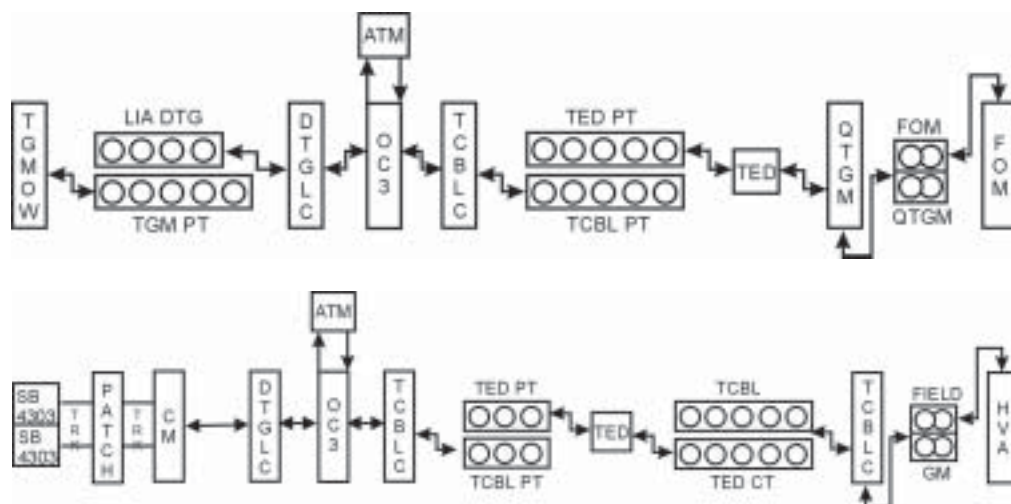 ATM
TGMOW
LIA DTG
TGM PT
DTGLC
OC3
TCBLC
TED PT
TCBL PT
TED
QTGM
FOM
QTGM
FOM
ATM
SB
4303
SB
4303
TRK
PATCH
TRK
CM
DTGLC
OC3
TCBLC
TED PT
TCBL PT
TED
TCBL
TED CT
TCBLC
FIELD
GM
HVA